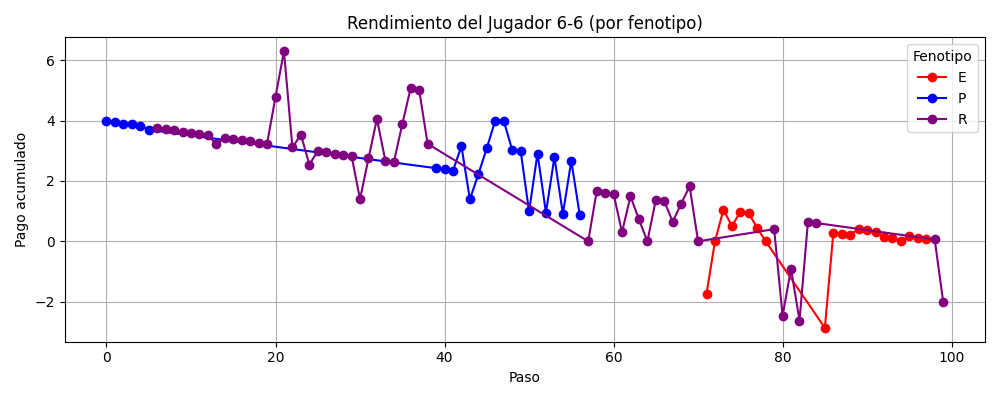 Rendimiento del Jugador 6-6 (por fenotipo)
Pago acumulado
6
4
2
0
−2
Fenotipo
E
P
R
0
20
40
60
80
100
Paso